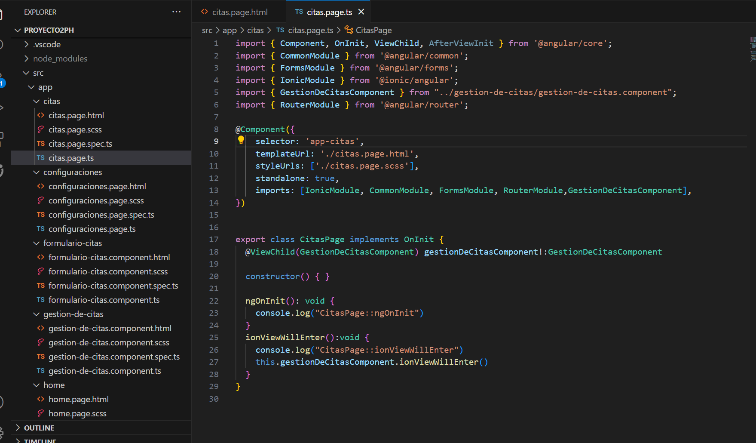 EXPLORER
PROYECTO2PH
.vscode
node_modules
src
app
citas
citas.page.html
citas.page.scss
TS citas.page.spec.ts
TS citas.page.ts
configuraciones
configuraciones.page.html
configuraciones.page.scss
TS configuraciones.page.spec.ts
TS configuraciones.page.ts
formulario-citas
formulario-citas.component.html
formulario-citas.component.scss
TS formulario-citas.component.spec.ts
TS formulario-citas.component.ts
gestion-de-citas
gestion-de-citas.component.html
gestion-de-citas.component.scss
TS gestion-de-citas.component.spec.ts
TS gestion-de-citas.component.ts
home
home.page.html
home.page.scss
OUTLINE
TIMELINE
citas.page.html
TS citas.page.ts
src > app > citas > TS citas.page.ts > CitasPage
1 import { Component, OnInit, ViewChild, AfterViewInit } from '@angular/core';
2 import { CommonModule } from '@angular/common';
3 import { FormsModule } from '@angular/forms';
4 import { IonicModule } from '@ionic/angular';
5 import { GestionDeCitasComponent } from "../gestion-de-citas/gestion-de-citas.component";
6 import { RouterModule } from '@angular/router';
7
8 @Component({
9 selector: 'app-citas',
10 templateUrl: './citas.page.html',
11 styleUrls: ['./citas.page.scss'],
12 standalone: true,
13 imports: [IonicModule, CommonModule, FormsModule, RouterModule,GestionDeCitasComponent],
14 })
15
16
17 export class CitasPage implements OnInit {
18 @ViewChild(GestionDeCitasComponent) gestionDeCitasComponent!:GestionDeCitasComponent
19
20 constructor() { }
21
22 ngOnInit(): void {
23 console.log("CitasPage::ngOnInit")
24 }
25 ionViewWillEnter():void {
26 console.log("CitasPage::ionViewWillEnter")
27 this.gestionDeCitasComponent.ionViewWillEnter()
28 }
29 }
30